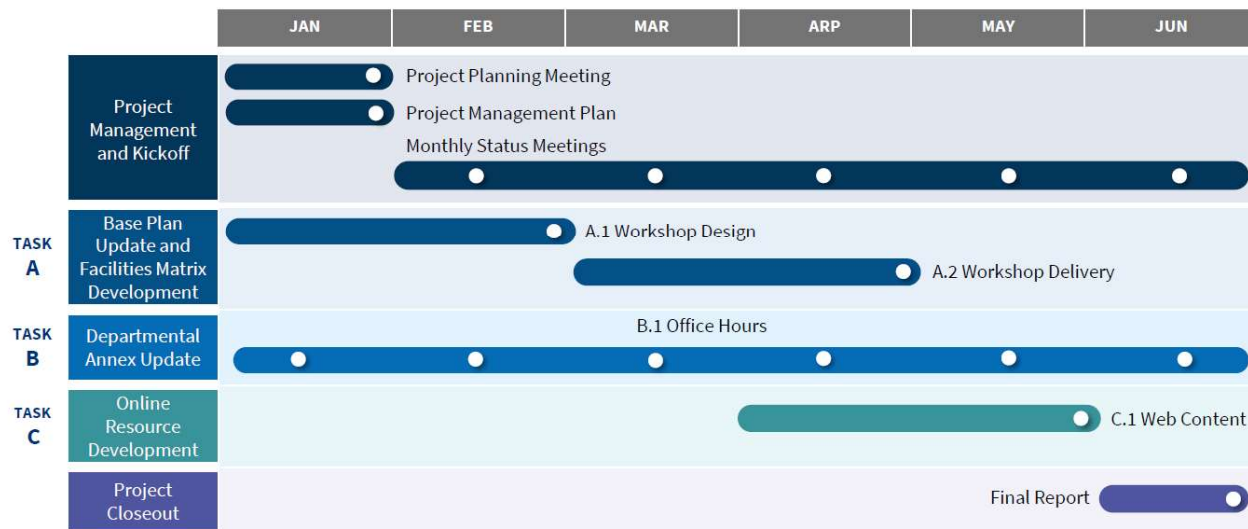 JAN FEB MAR ARP MAY JUN
Project
Management
and Kickoff
Project Planning Meeting
Project Management Plan
Monthly Status Meetings
TASK
A
Base Plan
Update and
Facilities Matrix
Development
A.1 Workshop Design
A.2 Workshop Delivery
TASK
B
Departmental
Annex Update
B.1 Office Hours
TASK
C
Online
Resource
Development
C.1 Web Content
Project
Closeout
Final Report